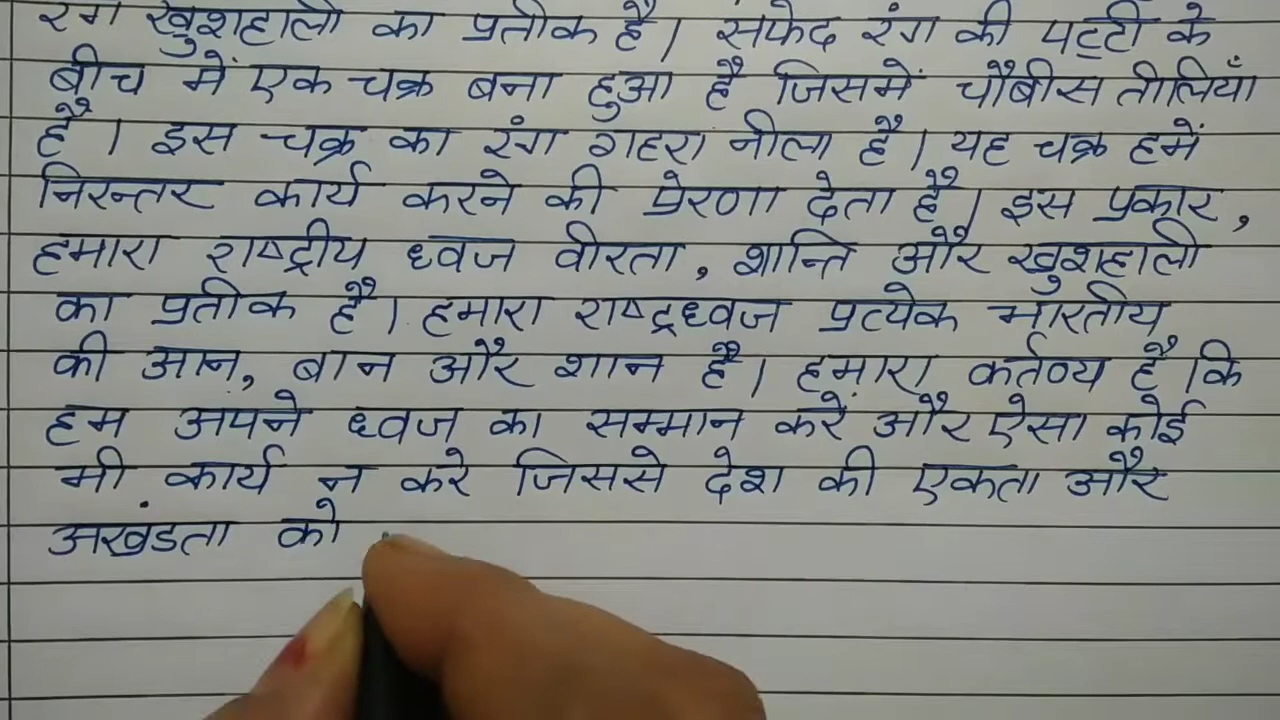 रंग खुशहाली का प्रतीक है। सफेद रंग की पट्टी के
बीच में एक चक्र बना हुआ है जिसमें चौबीस तीलियाँ
हैं। इस चक्र का रंग गहरा नीला है। यह चक्र हमें
निरन्तर कार्य करने की प्रेरणा देता है। इस प्रकार,
हमारा राष्ट्रीय ध्वज वीरता, शान्ति और खुशहाली
का प्रतीक है। हमारा राष्ट्रध्वज प्रत्येक भारतीय
की आन, बान और शान है। हमारा कर्तव्य है कि
हम अपने ध्वज का सम्मान करें और ऐसा कोई
भी कार्य न करे जिससे देश की एकता और
अखंडता को